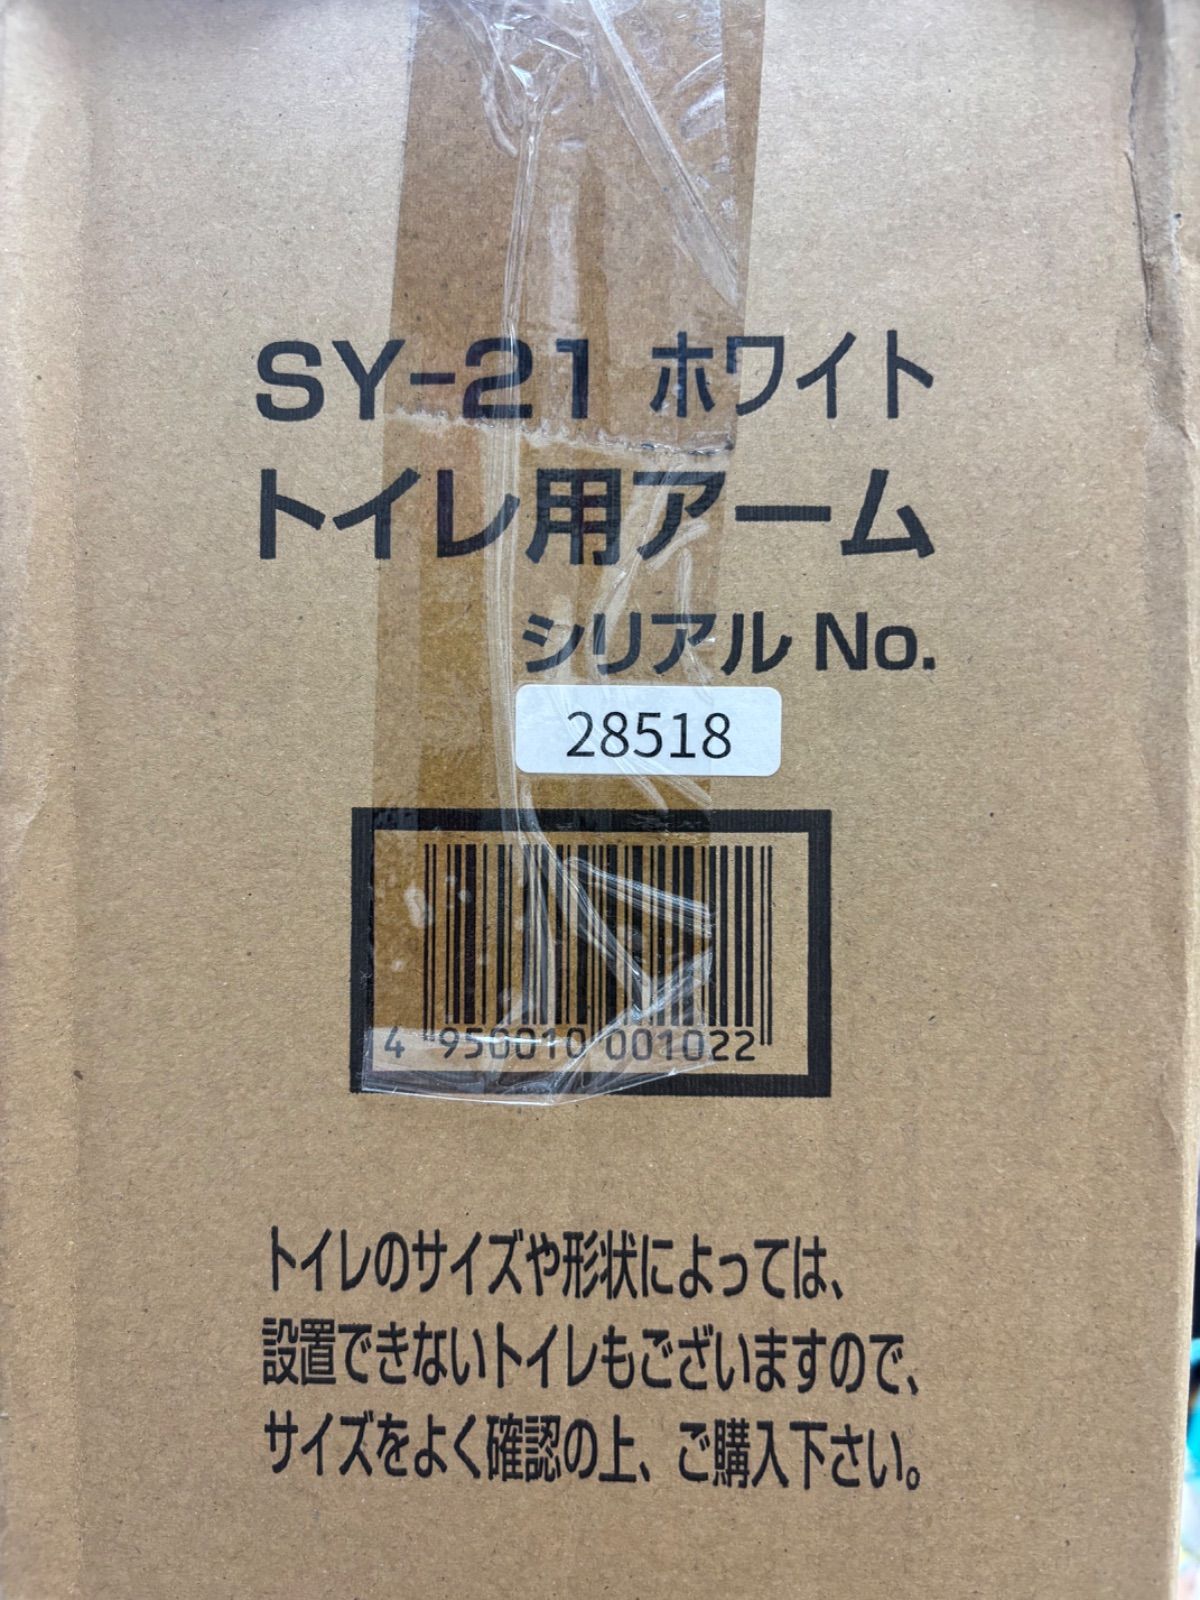 SY-21 ホワイト
トイレ用アーム
シリアル No.
28518
4 950010 001022
トイレのサイズや形状によっては、
設置できないトイレもございますので、
サイズをよく確認の上、ご購入下さい。